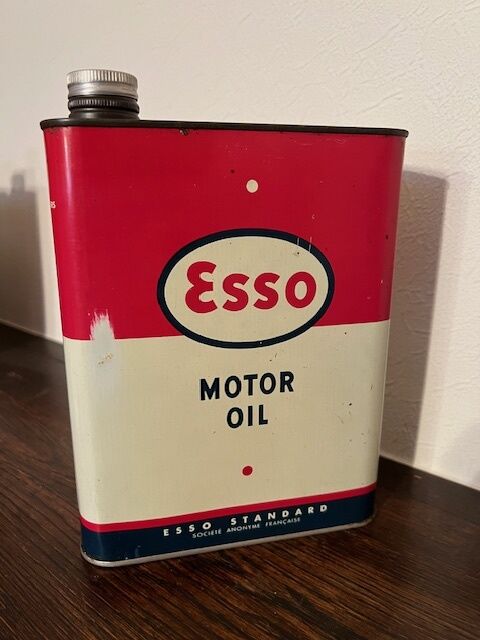 Esso
MOTOR
OIL
ESSO STANDARD
SOCIÉTÉ ANONYME FRANÇAISE